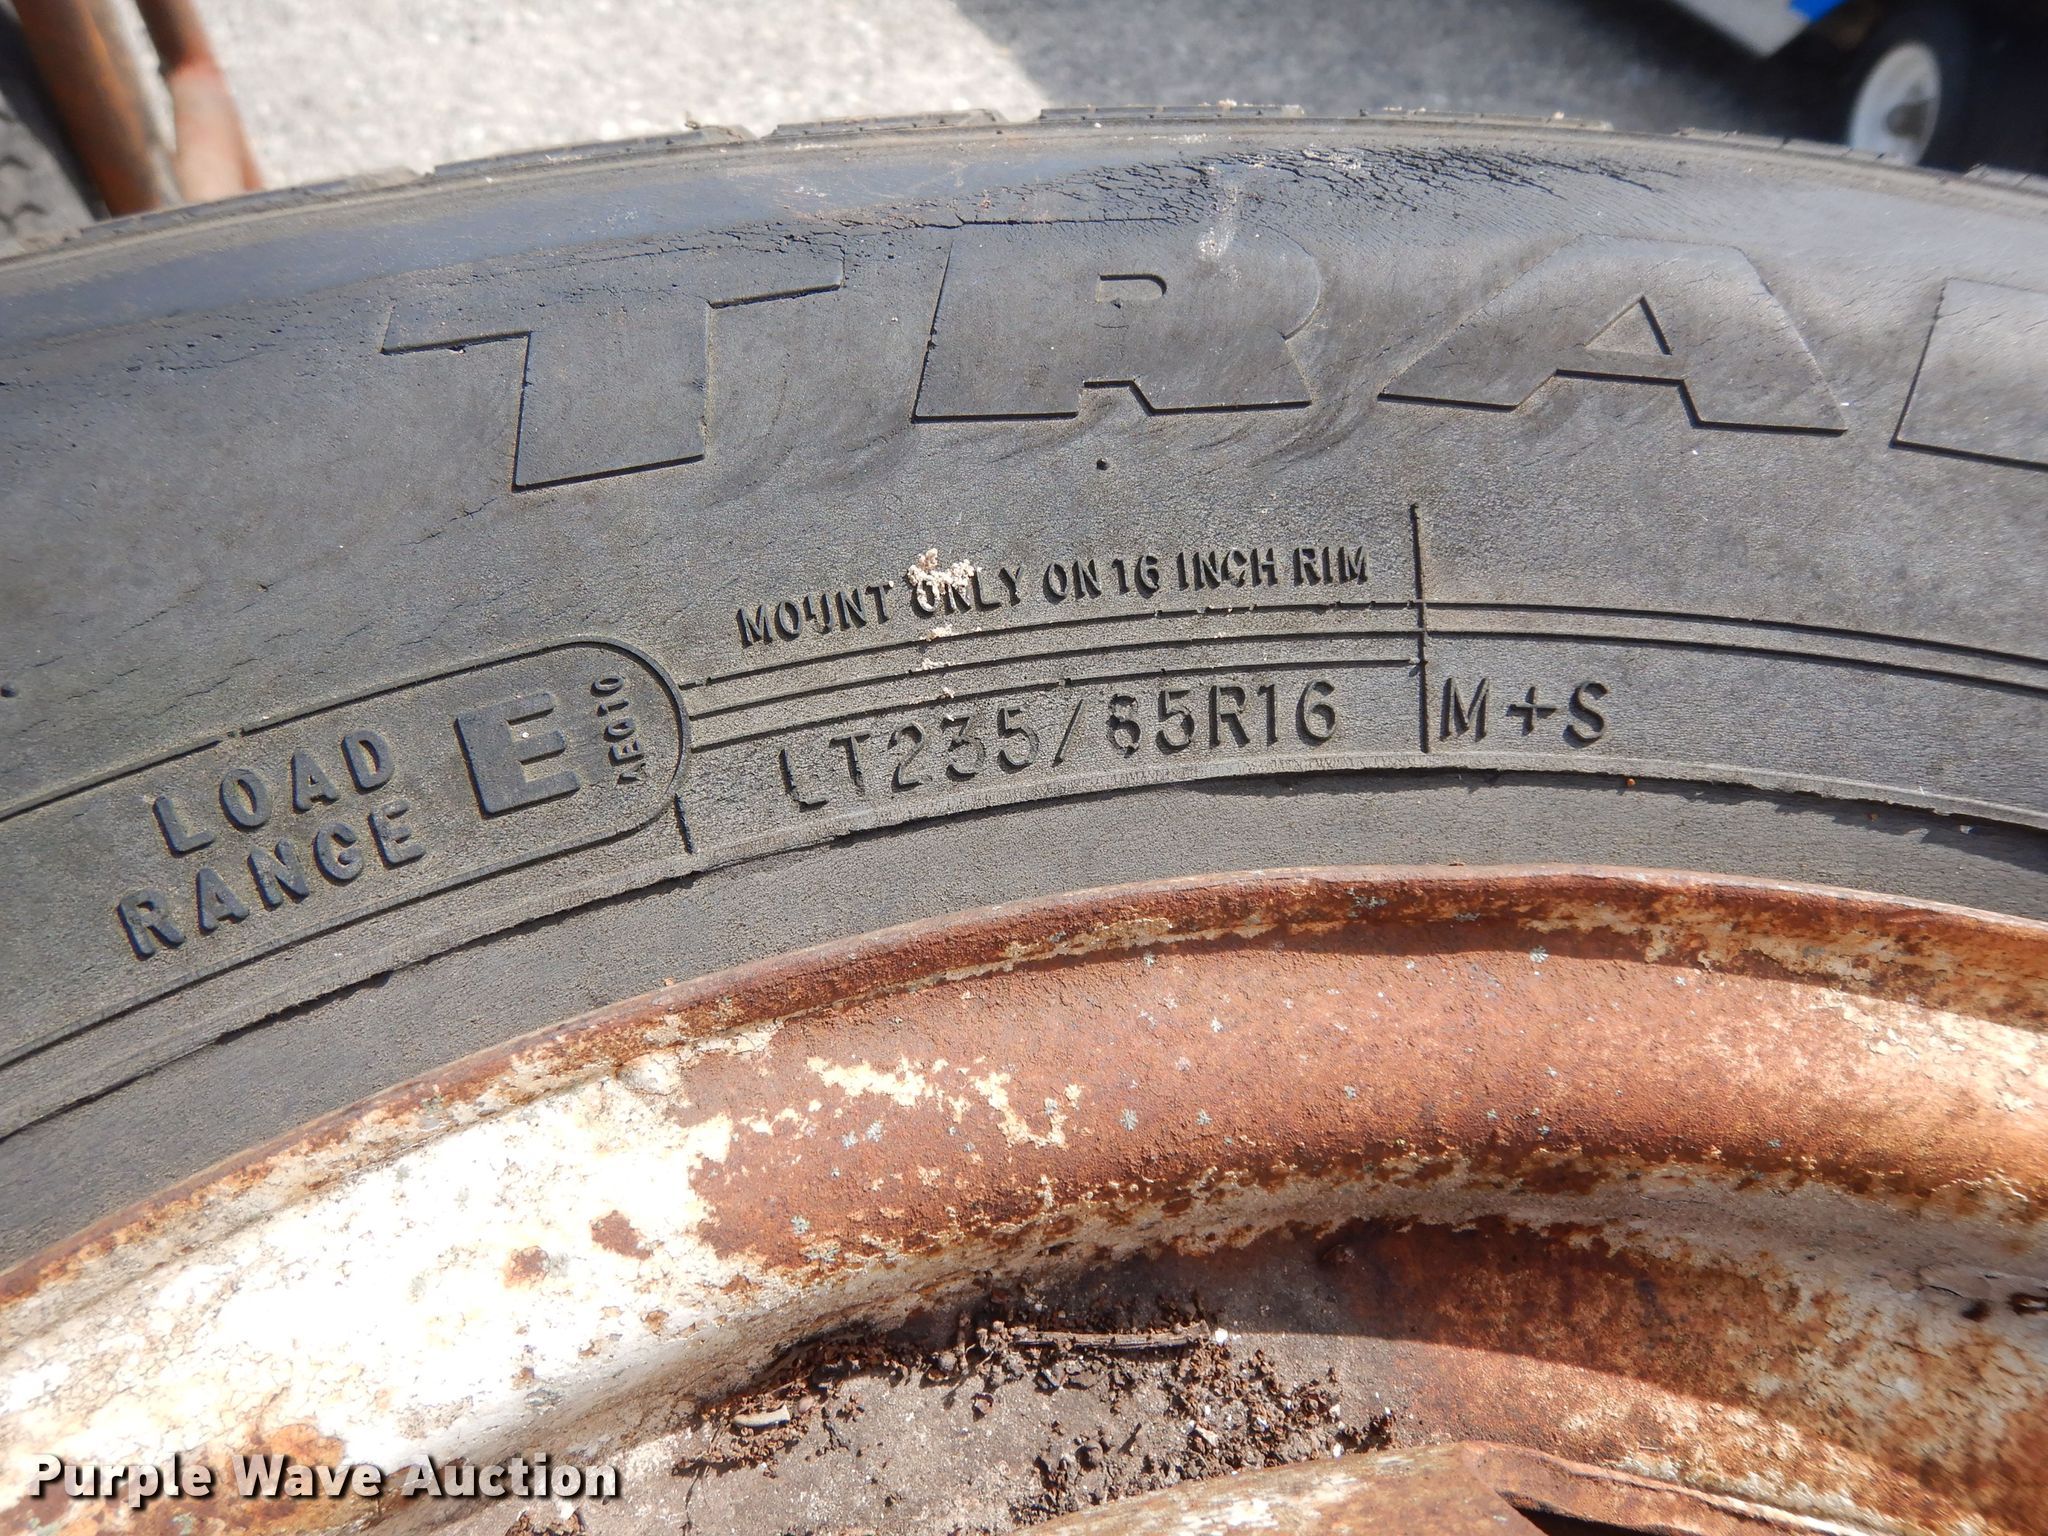 TRA
MOUNT ONLY ON 16 INCH RIM
LOAD
RANGE
E
LT235/85R16
M+S
Purple Wave Auction